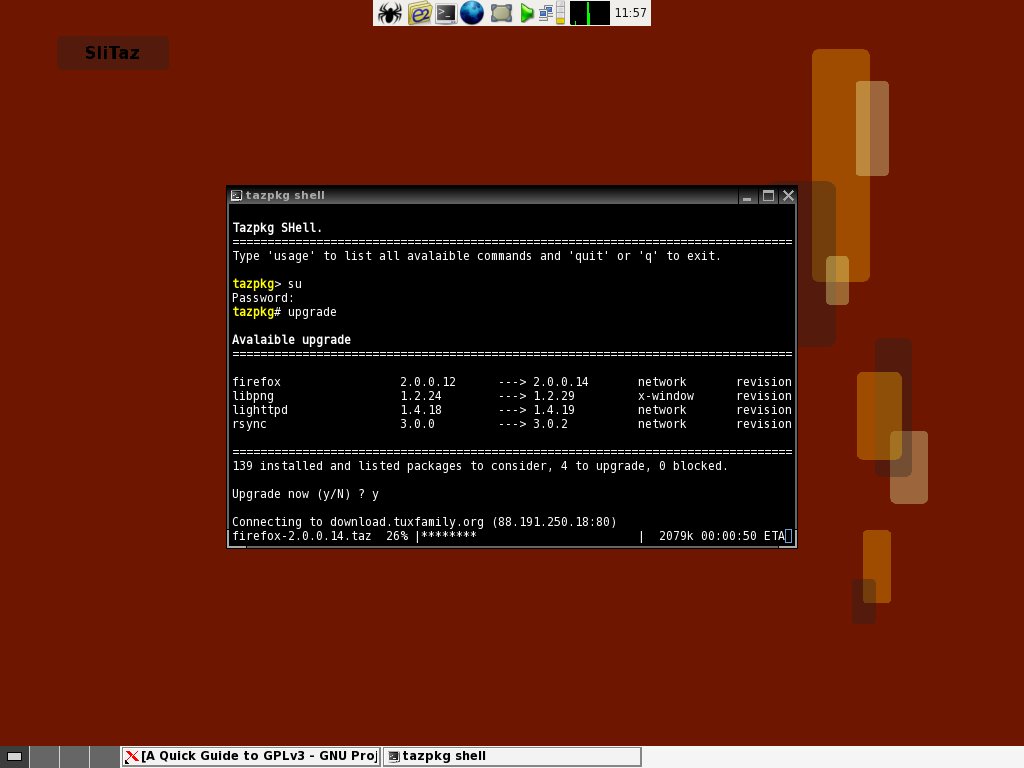 11:57
SliTaz
tazpkg shell
Tazpkg SHell.
================================================================================
Type 'usage' to list all avalaible commands and 'quit' or 'q' to exit.
tazpkg> su
Password:
tazpkg# upgrade
Avalaible upgrade
================================================================================
firefox 2.0.0.12 ---> 2.0.0.14 network revision
libpng 1.2.24 ---> 1.2.29 x-window revision
lighttpd 1.4.18 ---> 1.4.19 network revision
rsync 3.0.0 ---> 3.0.2 network revision
================================================================================
139 installed and listed packages to consider, 4 to upgrade, 0 blocked.
Upgrade now (y/N) ? y
Connecting to download.tuxfamily.org (88.191.250.18:80)
firefox-2.0.0.14.taz 26% |******** | 2079k 00:00:50 ETA
[A Quick Guide to GPLv3 - GNU Proj
tazpkg shell